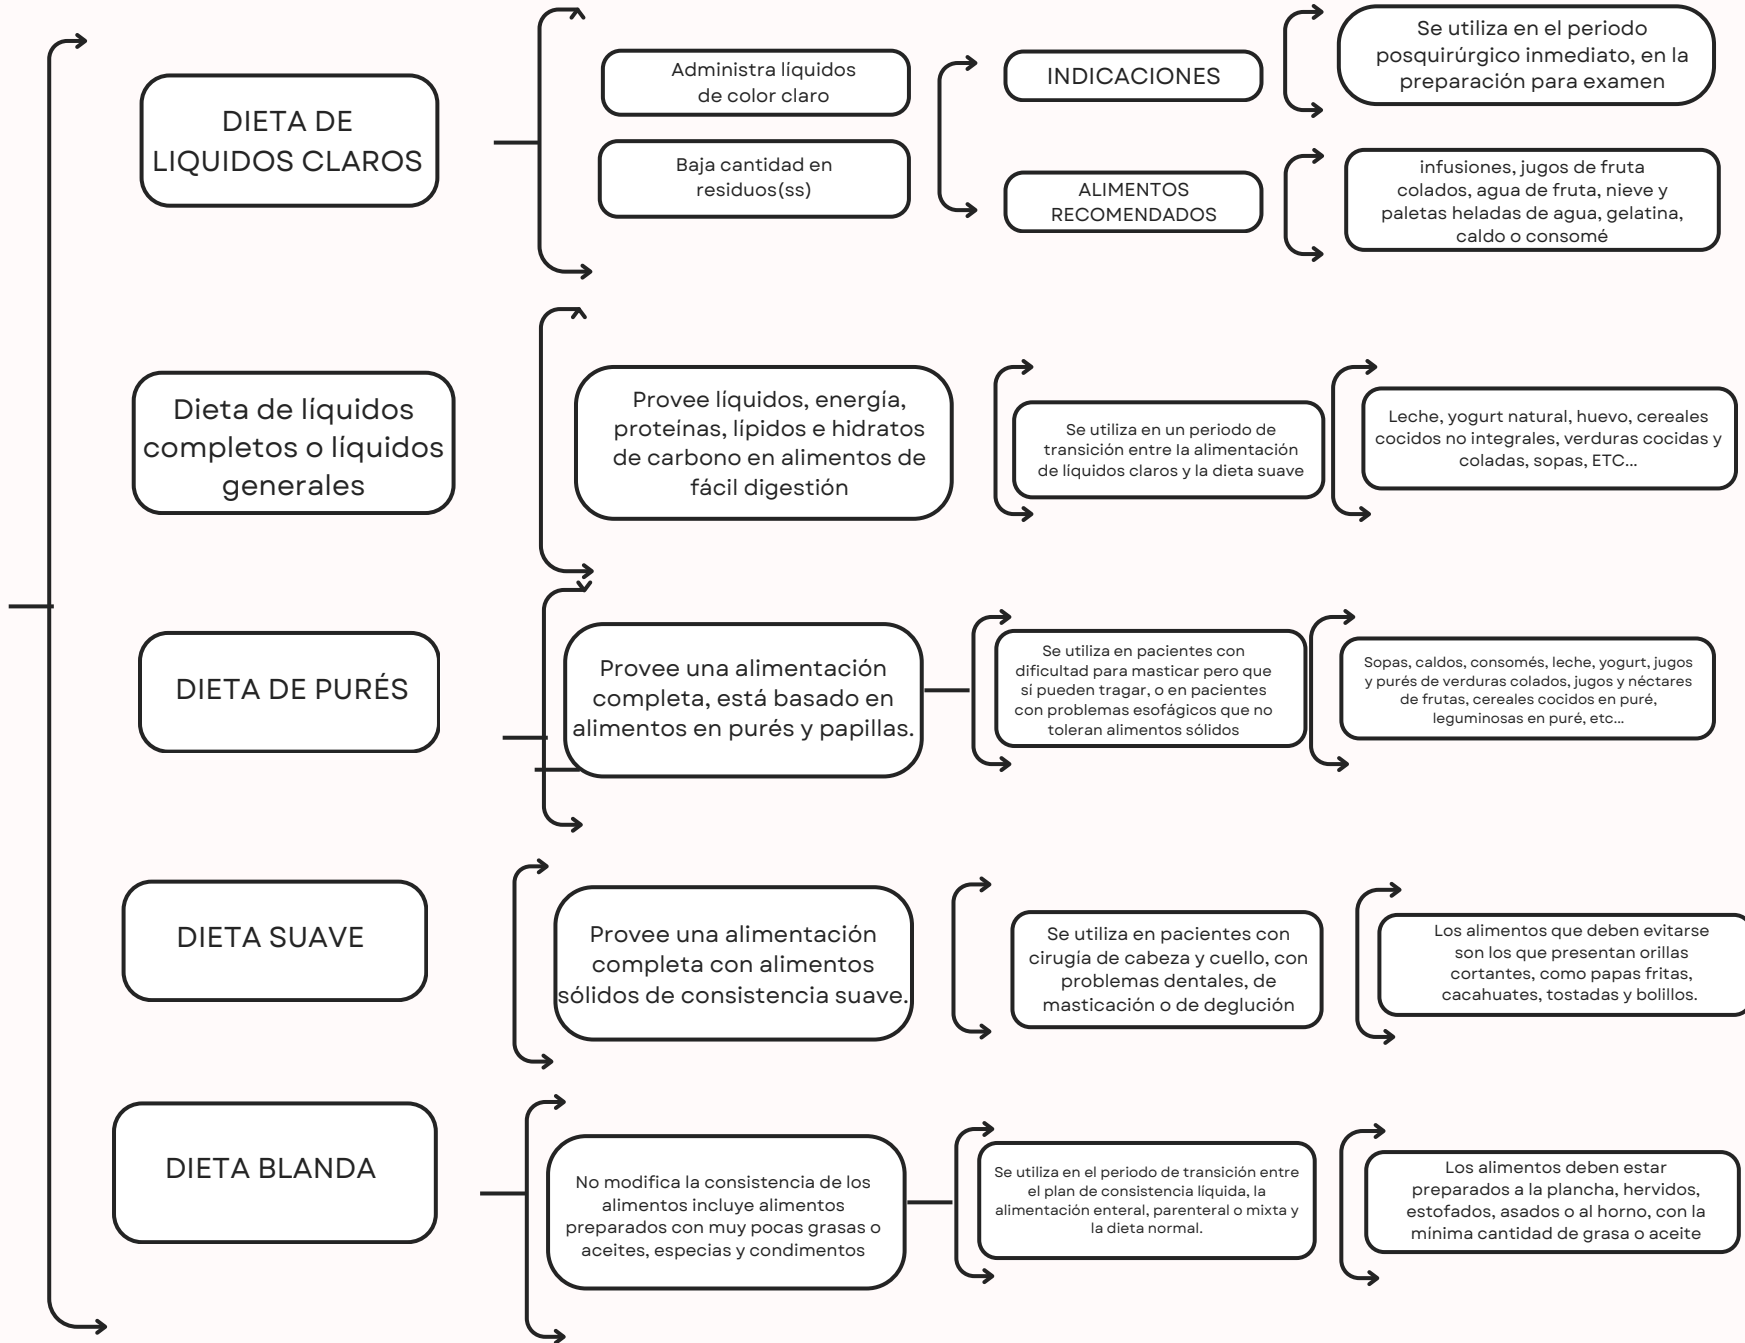 DIETA DE
LIQUIDOS CLAROS
Administra líquidos
de color claro
Baja cantidad en
residuos(ss)
INDICACIONES
ALIMENTOS
RECOMENDADOS
Se utiliza en el periodo
posquirúrgico inmediato, en la
preparación para examen
infusiones, jugos de fruta
colados, agua de fruta, nieve y
paletas heladas de agua, gelatina,
caldo o consomé
Dieta de líquidos
completos o líquidos
generales
Provee líquidos, energía,
proteínas, lípidos e hidratos
de carbono en alimentos de
fácil digestión
Se utiliza en un periodo de
transición entre la alimentación
de líquidos claros y la dieta suave
Leche, yogurt natural, huevo, cereales
cocidos no integrales, verduras cocidas y
coladas, sopas, ETC...
DIETA DE PURÉS
Provee una alimentación
completa, está basado en
alimentos en purés y papillas.
Se utiliza en pacientes con
dificultad para masticar pero que
sí pueden tragar, o en pacientes
con problemas esofágicos que no
toleran alimentos sólidos
Sopas, caldos, consomés, leche, yogurt, jugos
y purés de verduras colados, jugos y néctares
de frutas, cereales cocidos en puré,
leguminosas en puré, etc...
DIETA SUAVE
Provee una alimentación
completa con alimentos
sólidos de consistencia suave.
Se utiliza en pacientes con
cirugía de cabeza y cuello, con
problemas dentales, de
masticación o de deglución
Los alimentos que deben evitarse
son los que presentan orillas
cortantes, como papas fritas,
cacahuates, tostadas y bolillos.
DIETA BLANDA
No modifica la consistencia de los
alimentos incluye alimentos
preparados con muy pocas grasas o
aceites, especias y condimentos
Se utiliza en el periodo de transición entre
el plan de consistencia líquida, la
alimentación enteral, parenteral o mixta y
la dieta normal.
Los alimentos deben estar
preparados a la plancha, hervidos,
estofados, asados o al horno, con la
mínima cantidad de grasa o aceite